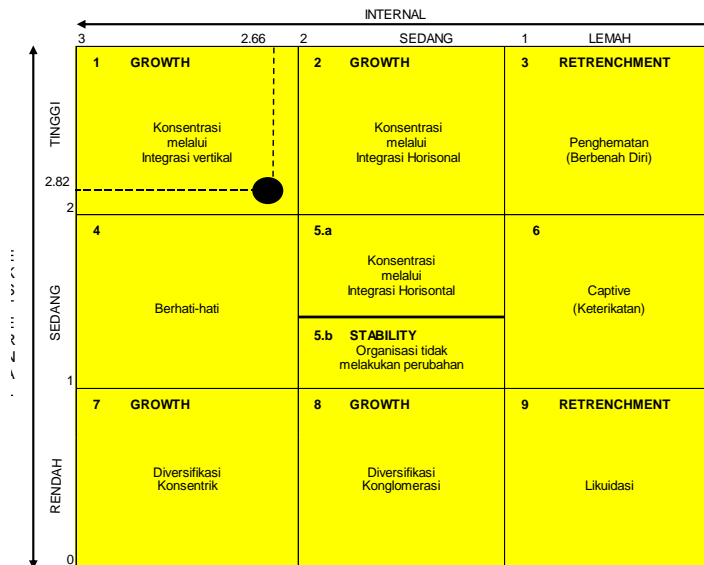 INTERNAL
3 2.66 2 SEDANG 1 LEMAH
TINGGI
1 GROWTH
Konsentrasi
melalui
Integrasi vertikal
2 GROWTH
Konsentrasi
melalui
Integrasi Horisonal
3 RETRENCHMENT
Penghematan
(Berbenah Diri)
2.82
2
SEDANG
4
Berhati-hati
5.a
Konsentrasi
melalui
Integrasi Horisontal
5.b STABILITY
Organisasi tidak
melakukan perubahan
6
Captive
(Keterikatan)
1
RENDAH
7 GROWTH
Diversifikasi
Konsentrik
8 GROWTH
Diversifikasi
Konglomerasi
9 RETRENCHMENT
Likuidasi
0